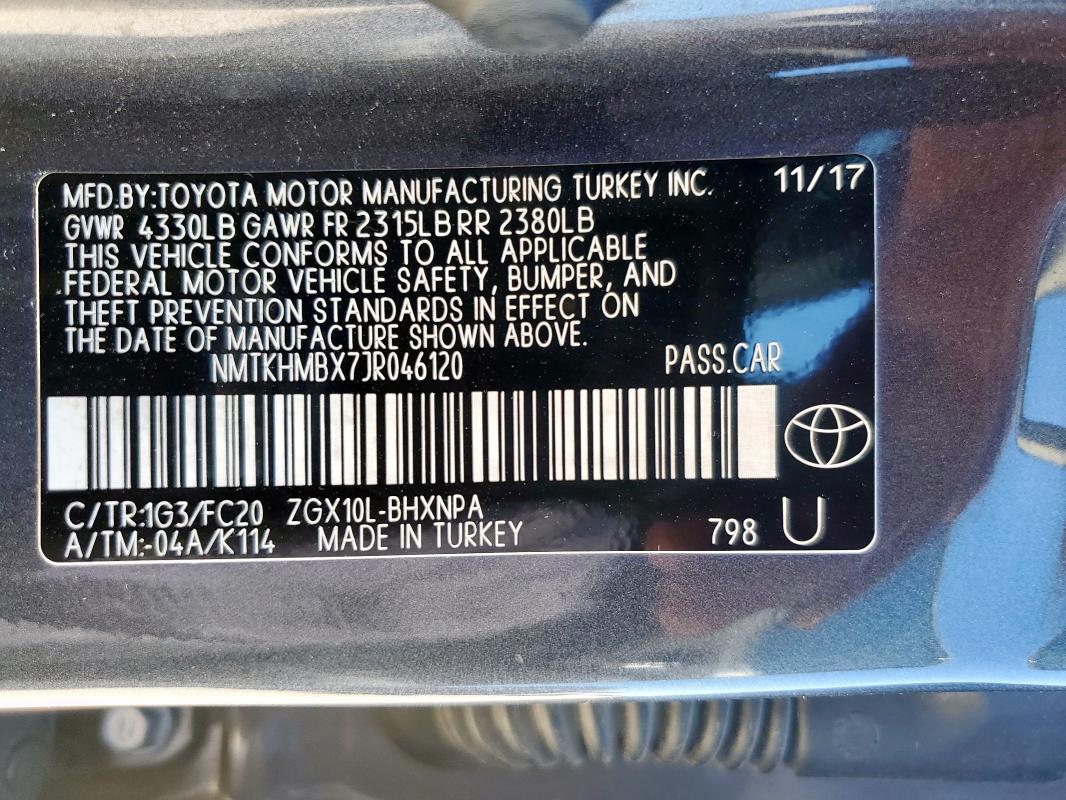 MFD.BY:TOYOTA MOTOR MANUFACTURING TURKEY INC. 11/17
GVWR 4330LB GAWR FR 2315LB RR 2380LB
THIS VEHICLE CONFORMS TO ALL APPLICABLE
FEDERAL MOTOR VEHICLE SAFETY, BUMPER, AND
THEFT PREVENTION STANDARDS IN EFFECT ON
THE DATE OF MANUFACTURE SHOWN ABOVE.
NMTKHMBX7JR046120 PASS.CAR
C/TR:1G3/FC20 ZGX10L-BHXNPA
A/TM:-04A/K114 MADE IN TURKEY 798 U